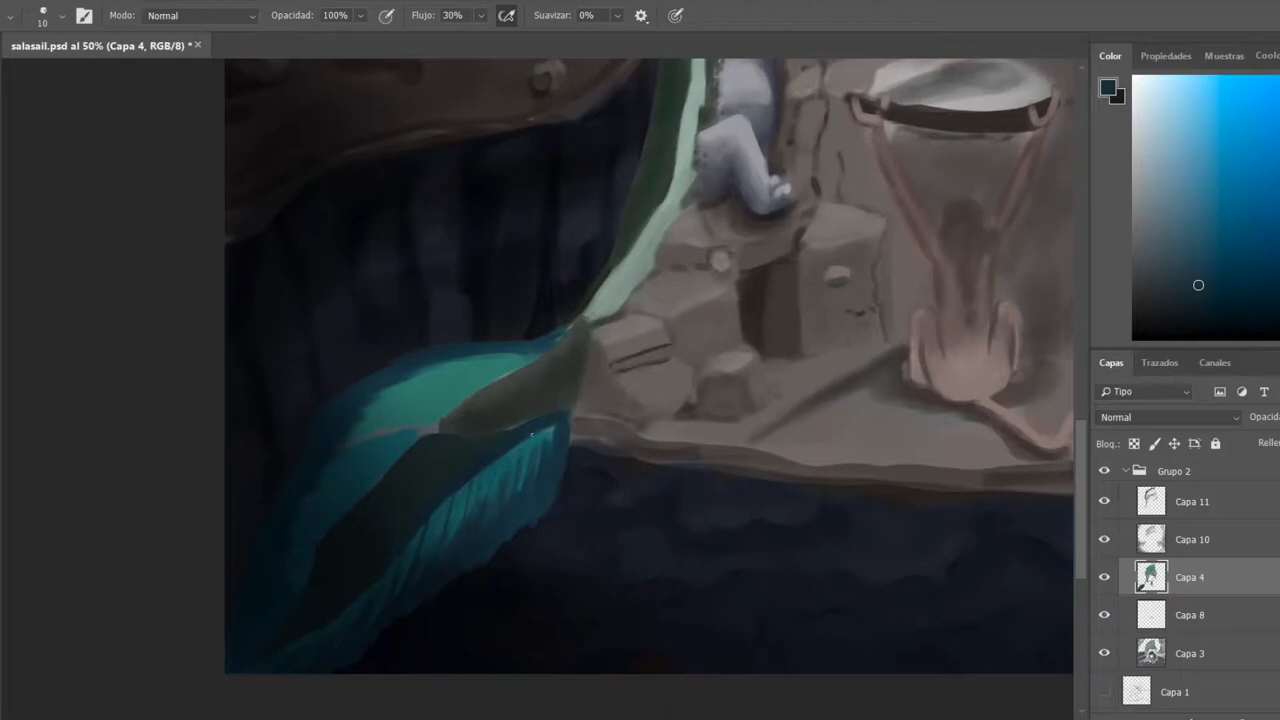 10 Modo: Normal Opacidad: 100% Flujo: 30% Suavizar: 0%
salasail.psd al 50% (Capa 4, RGB/8) *
Color Propiedades Muestras
Capas Trazados Canales
Tipo
Normal
Bloq.:
Grupo 2
Capa 11
Capa 10
Capa 4
Capa 8
Capa 3
Capa 1